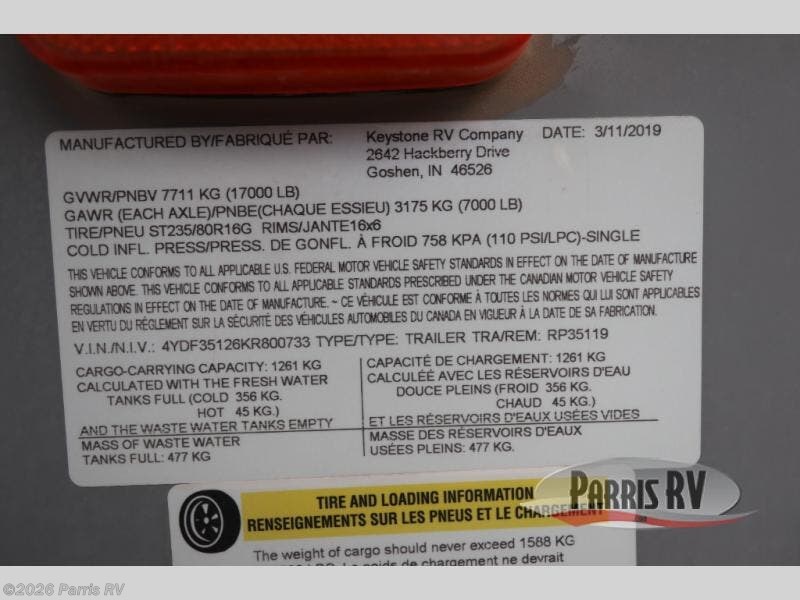 MANUFACTURED BY/FABRIQUÉ PAR: Keystone RV Company DATE: 3/11/2019
2642 Hackberry Drive
Goshen, IN 46526
GVWR/PNBV 7711 KG (17000 LB)
GAWR (EACH AXLE)/PNBE(CHAQUE ESSIEU) 3175 KG (7000 LB)
TIRE/PNEU ST235/80R16G RIMS/JANTE16x6
COLD INFL. PRESS/PRESS. DE GONFL. À FROID 758 KPA (110 PSI/LPC)-SINGLE
THIS VEHICLE CONFORMS TO ALL APPLICABLE U.S. FEDERAL MOTOR VEHICLE SAFETY STANDARDS IN EFFECT ON THE DATE OF MANUFACTURE
SHOWN ABOVE. THIS VEHICLE CONFORMS TO ALL APPLICABLE STANDARDS PRESCRIBED UNDER THE CANADIAN MOTOR VEHICLE SAFETY
REGULATIONS IN EFFECT ON THE DATE OF MANUFACTURE. ~ CE VÉHICULE EST CONFORME À TOUTES LES NORMES QUI LUI SONT APPLICABLES
EN VERTU DU RÉGLEMENT SUR LA SÉCURITÉ DES VÉHICULES AUTOMOBILES DU CANADA EN VIGUEUR À LA DATE DE SA FABRICATION.
V.I.N./N.I.V.: 4YDF35126KR800733 TYPE/TYPE: TRAILER TRA/REM: RP35119
CARGO-CARRYING CAPACITY: 1261 KG
CALCULATED WITH THE FRESH WATER
TANKS FULL (COLD 356 KG.
HOT 45 KG.)
AND THE WASTE WATER TANKS EMPTY
MASS OF WASTE WATER
TANKS FULL: 477 KG
CAPACITÉ DE CHARGEMENT: 1261 KG
CALCULÉE AVEC LES RÉSERVOIRS D'EAU
DOUCE PLEINS (FROID 356 KG.
CHAUD 45 KG.)
ET LES RÉSERVOIRS D'EAUX USÉES VIDES
MASSE DES RÉSERVOIRS D'EAUX
USÉES PLEINS: 477 KG.
PARRIS RV
.com
TIRE AND LOADING INFORMATION
RENSEIGNEMENTS SUR LES PNEUS ET LE CHARGEMENT
The weight of cargo should never exceed 1588 KG
Le poids de chargement ne devrait
©2026 Parris RV